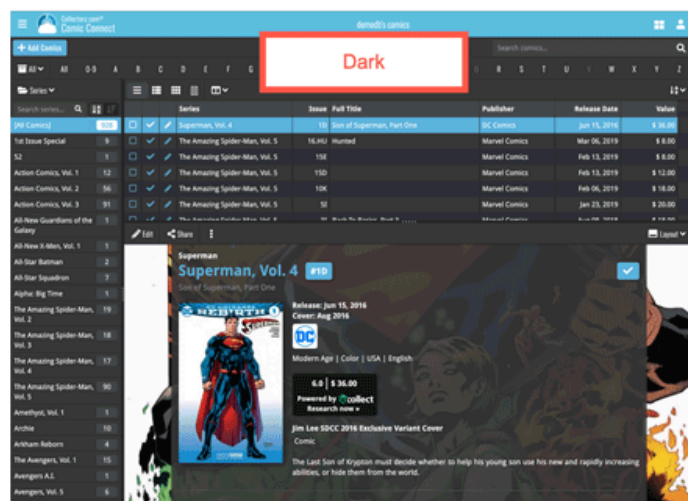 Collectorz.com®
Comic Connect
demodb's comics
+ Add Comics
Dark
Search comics...
All
All 0-9 A B C D E F G R S T U V W X Y Z
Series
Search series...
Series Issue Full Title Publisher Release Date Value
[All Comics] 928
Superman, Vol. 4 1D Son of Superman, Part One DC Comics Jun 15, 2016 $ 36.00
1st Issue Special 9
The Amazing Spider-Man, Vol. 5 16.HU Hunted Marvel Comics Mar 06, 2019 $ 8.00
52 1
The Amazing Spider-Man, Vol. 5 15E Marvel Comics Feb 13, 2019 $ 8.00
Action Comics, Vol. 1 12
The Amazing Spider-Man, Vol. 5 15D Marvel Comics Feb 13, 2019 $ 12.00
Action Comics, Vol. 2 56
The Amazing Spider-Man, Vol. 5 10K Marvel Comics Feb 06, 2019 $ 18.00
Action Comics, Vol. 3 91
The Amazing Spider-Man, Vol. 5 5I Marvel Comics Jan 23, 2019 $ 20.00
All-New Guardians of the 1
Galaxy
All-New X-Men, Vol. 1 1
All-Star Batman 2
All-Star Squadron 7
Alpha: Big Time 1
The Amazing Spider-Man, 19
Vol. 2
The Amazing Spider-Man, 18
Vol. 3
The Amazing Spider-Man, 17
Vol. 4
The Amazing Spider-Man, 90
Vol. 5
Amethyst, Vol. 1 1
Archie 10
Arkham Reborn 4
The Avengers, Vol. 1 15
Avengers A.I. 1
Avengers, Vol. 5 6
Edit Share Layout
Superman
Superman, Vol. 4 #1D
Son of Superman, Part One
REBIRTH
SUPERMAN
Release: Jun 15, 2016
Cover: Aug 2016
DC
Modern Age | Color | USA | English
6.0 | $ 36.00
Powered by covrcollect
Research now »
Jim Lee SDCC 2016 Exclusive Variant Cover
Comic
The Last Son of Krypton must decide whether to help his young son use his new and rapidly increasing
abilities, or hide them from the world.